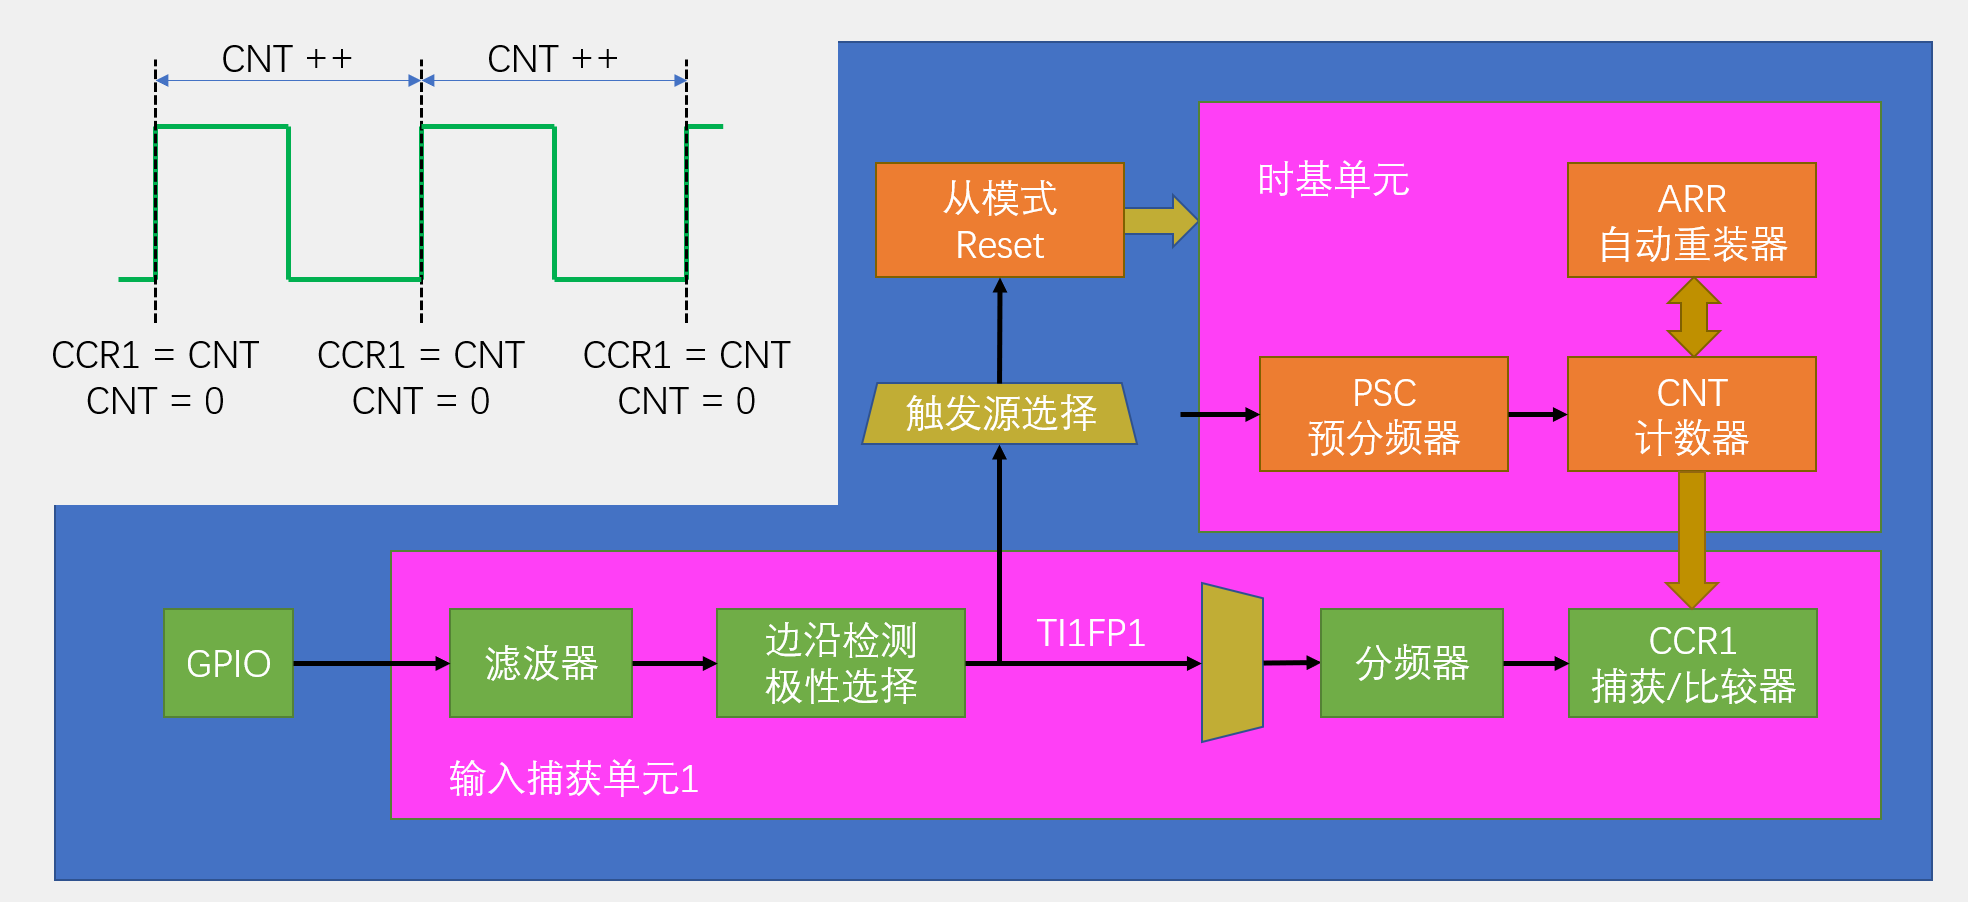 CNT ++
CNT ++
CCR1 = CNT
CNT = 0
CCR1 = CNT
CNT = 0
CCR1 = CNT
CNT = 0
从模式
Reset
时基单元
ARR
自动重装器
触发源选择
PSC
预分频器
CNT
计数器
GPIO
滤波器
边沿检测
极性选择
TI1FP1
分频器
CCR1
捕获/比较器
输入捕获单元1